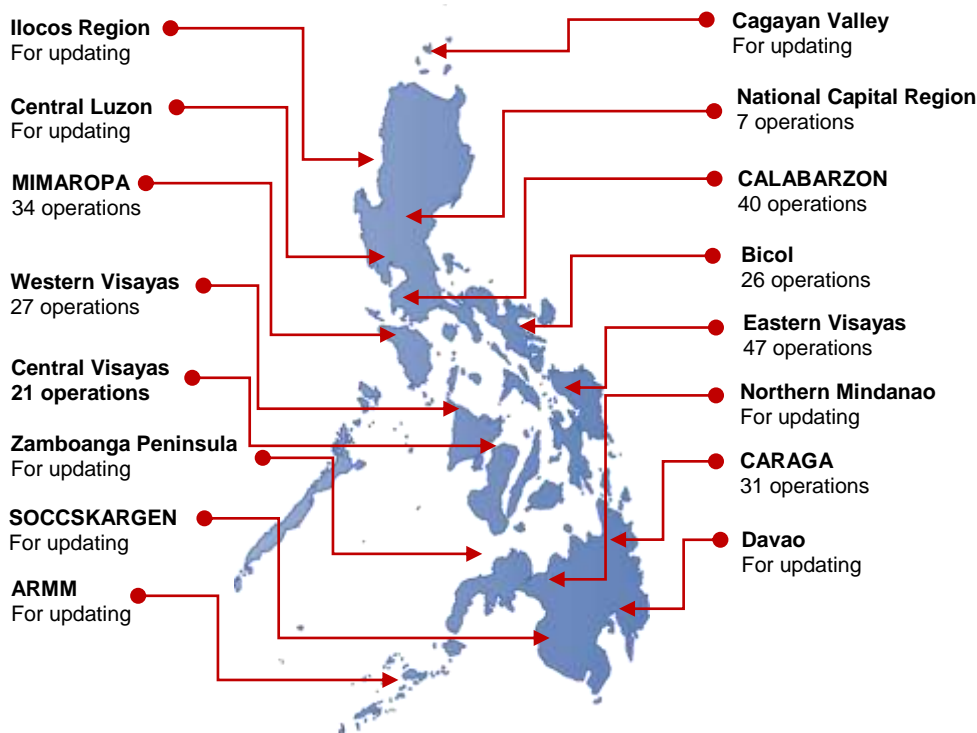 Ilocos Region
For updating
Central Luzon
For updating
MIMAROPA
34 operations
Western Visayas
27 operations
Central Visayas
21 operations
Zamboanga Peninsula
For updating
SOCCSKARGEN
For updating
ARMM
For updating
Cagayan Valley
For updating
National Capital Region
7 operations
CALABARZON
40 operations
Bicol
26 operations
Eastern Visayas
47 operations
Northern Mindanao
For updating
CARAGA
31 operations
Davao
For updating